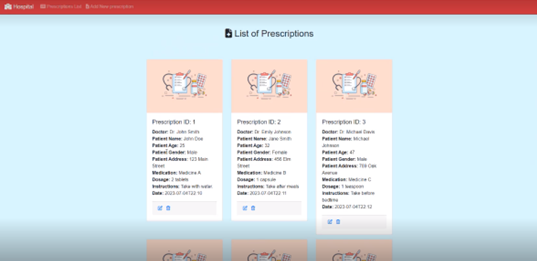 Hospital Prescriptions List Add New prescription
List of Prescriptions
Prescription ID: 1
Doctor: Dr. John Smith
Patient Name: John Doe
Patient Age: 25
Patient Gender: Male
Patient Address: 123 Main
Street
Medication: Medicine A
Dosage: 2 tablets
Instructions: Take with water.
Date: 2023-07-04T22:10
Prescription ID: 2
Doctor: Dr. Emily Johnson
Patient Name: Jane Smith
Patient Age: 32
Patient Gender: Female
Patient Address: 456 Elm
Street
Medication: Medicine B
Dosage: 1 capsule
Instructions: Take after meals
Date: 2023-07-04T22:11
Prescription ID: 3
Doctor: Dr. Michael Davis
Patient Name: Michael
Johnson
Patient Age: 47
Patient Gender: Male
Patient Address: 789 Oak
Avenue
Medication: Medicine C
Dosage: 1 teaspoon
Instructions: Take before
bedtime
Date: 2023-07-04T22:12